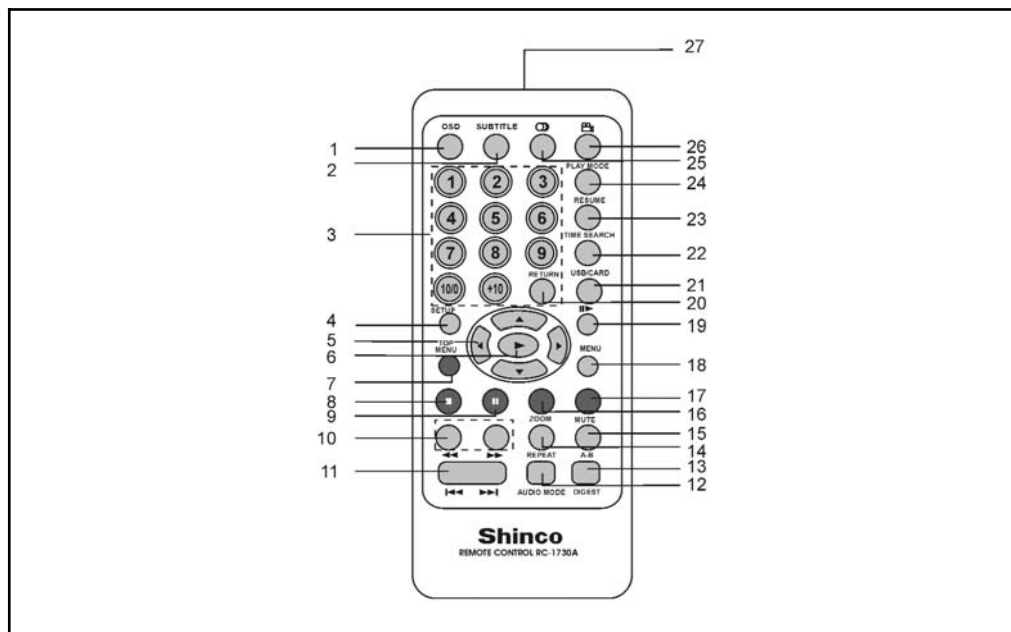 27
OSD SUBTITLE
1 26
2 25
PLAY MODE
1 2 3 24
RESUME
4 5 6 23
3 TIME SEARCH
7 8 9 22
RETURN USB/CARD
10/0 +10 21
20
SETUP
4 19
5 TOP MENU MENU
6 18
7
8 17
9 16
ZOOM MUTE
10 15
14
REPEAT A-B
11 13
12
AUDIO MODE DIGEST
Shinco
REMOTE CONTROL RC-1730A